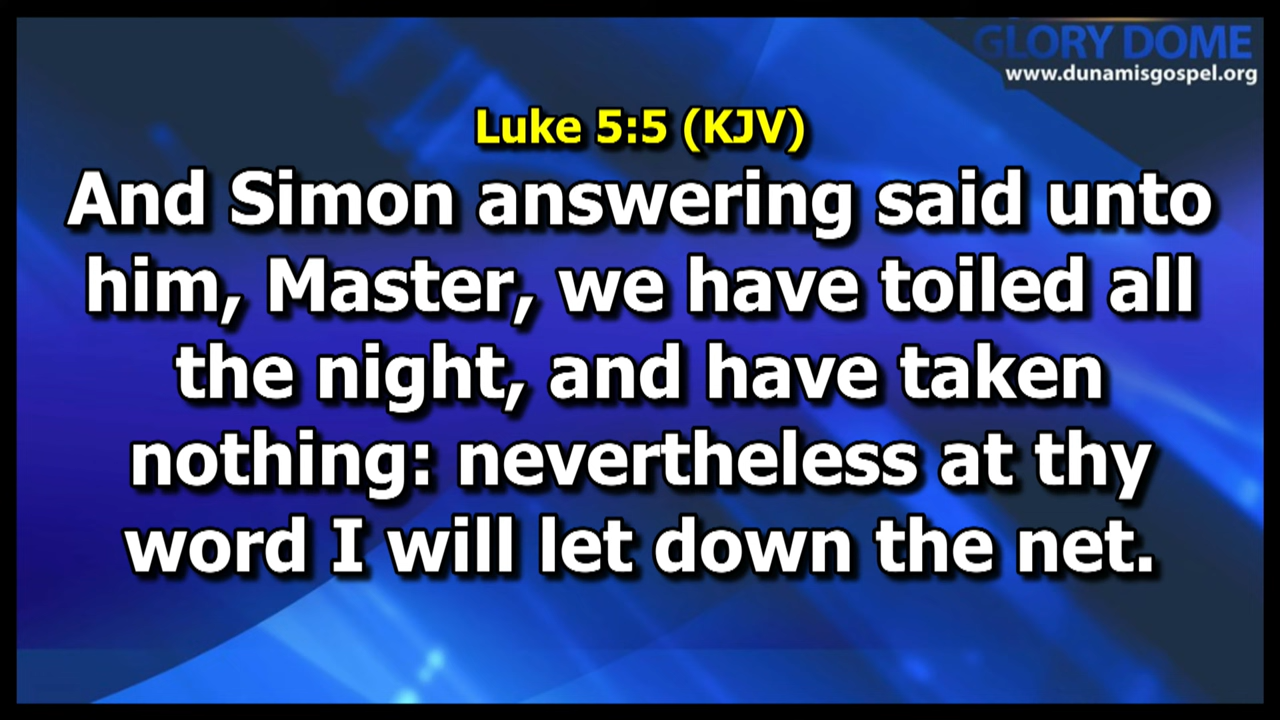 GLORY DOME
www.dunamisgospel.org
Luke 5:5 (KJV)
And Simon answering said unto
him, Master, we have toiled all
the night, and have taken
nothing: nevertheless at thy
word I will let down the net.